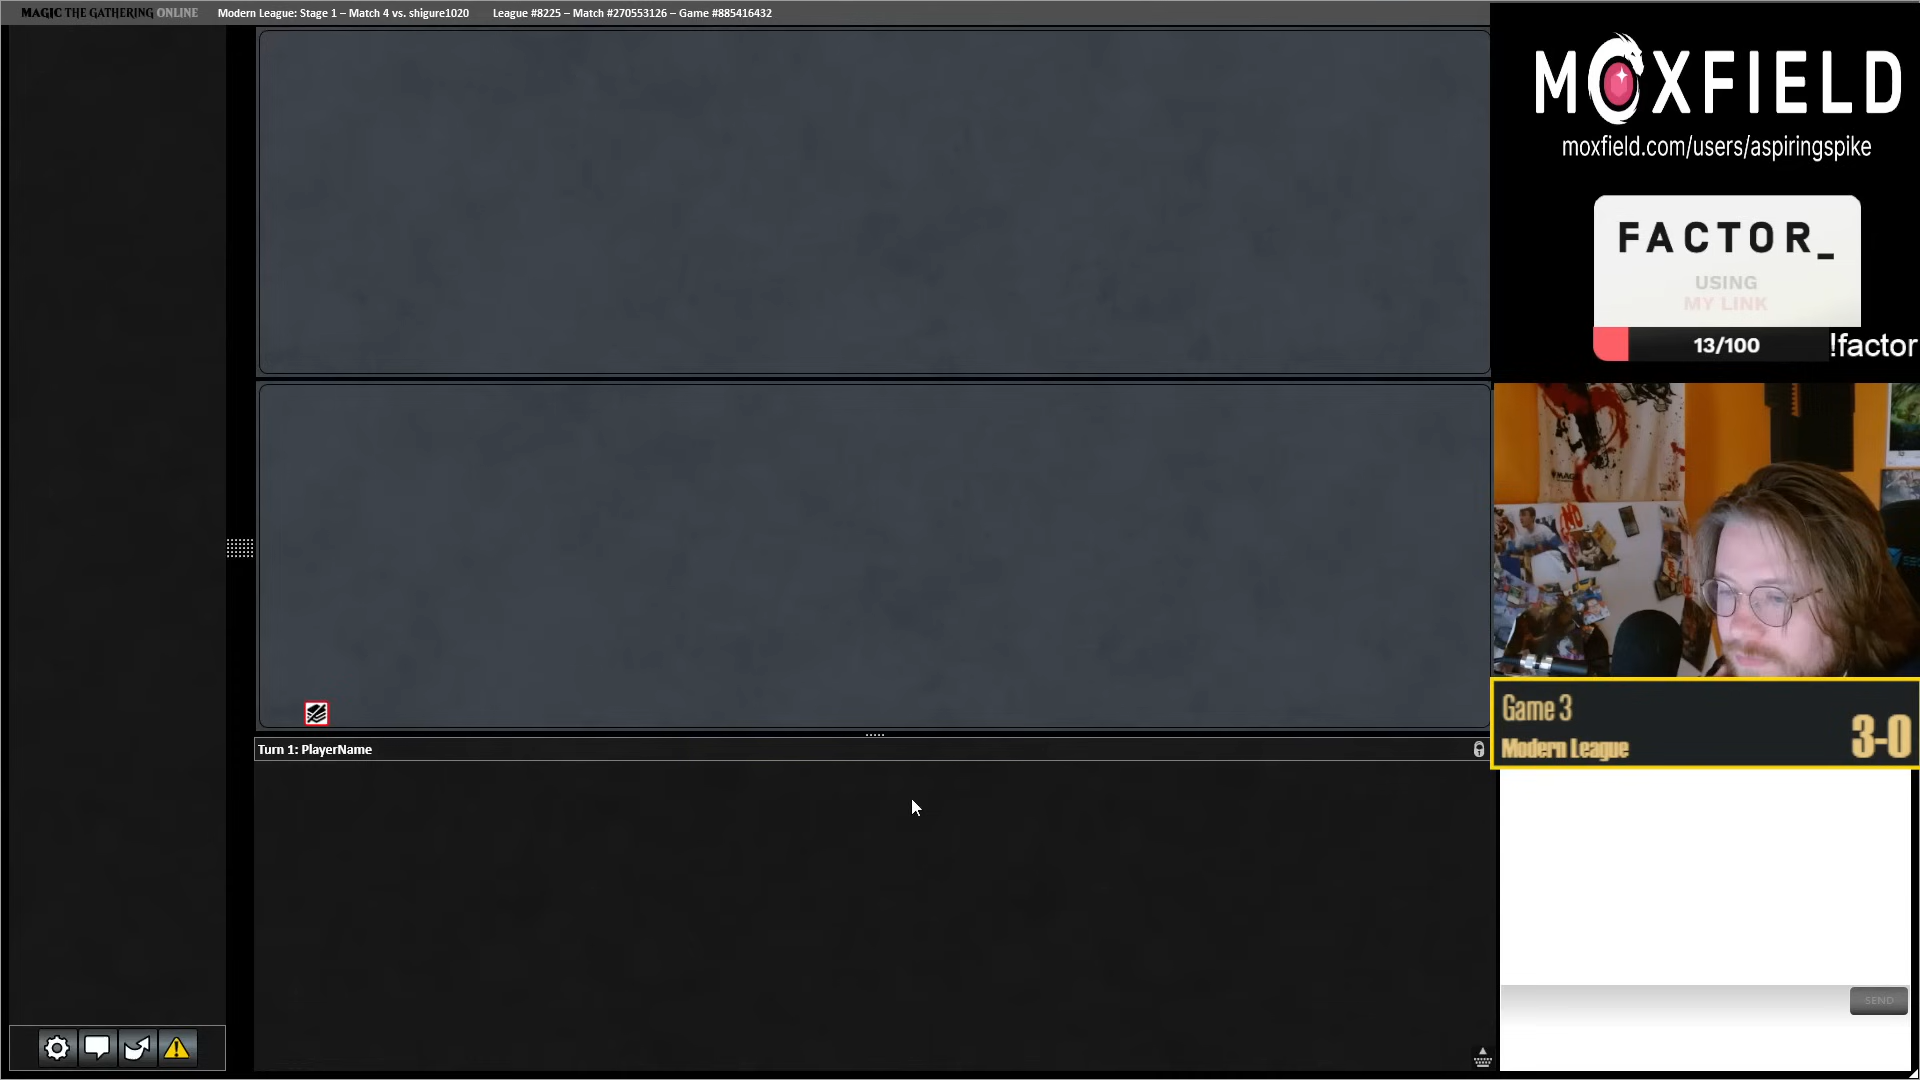 MAGIC THE GATHERING ONLINE Modern League: Stage 1 – Match 4 vs. shigure1020 League #8225 – Match #270553126 – Game #885416432
MOXFIELD
moxfield.com/users/aspiringspike
FACTOR_
USING
MY LINK
13/100 !factor
Game 3
Modern League 3-0
Turn 1: PlayerName
SEND